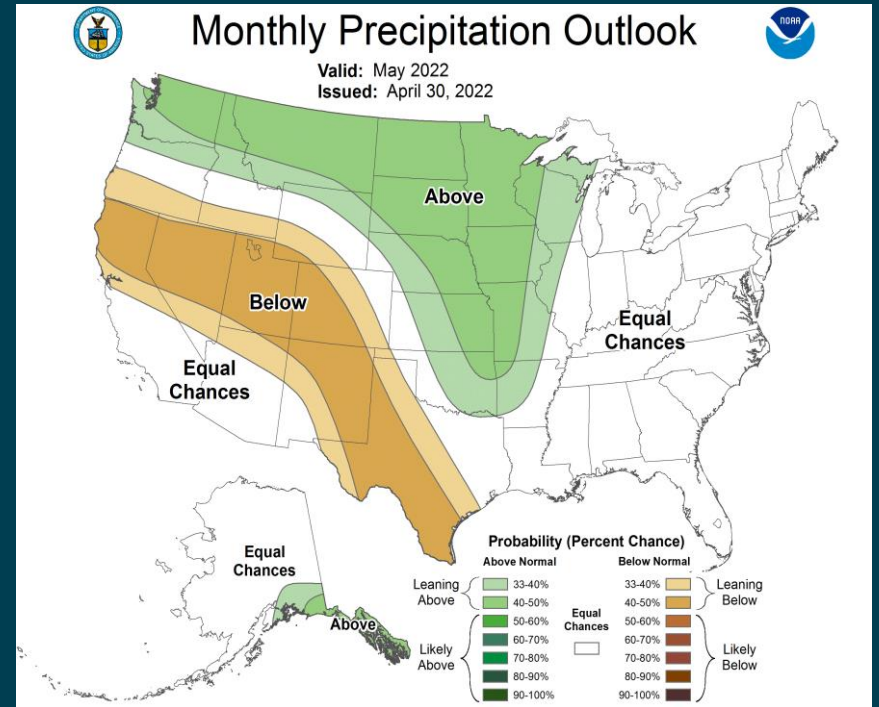 Monthly Precipitation Outlook
NOAA
Valid: May 2022
Issued: April 30, 2022
Above
Below
Equal
Chances
Equal
Chances
Equal
Chances
Above
Probability (Percent Chance)
Above Normal
Below Normal
Leaning
Above
33-40%
40-50%
Likely
Above
50-60%
60-70%
70-80%
80-90%
90-100%
Equal
Chances
33-40%
40-50%
Leaning
Below
50-60%
60-70%
70-80%
80-90%
90-100%
Likely
Below